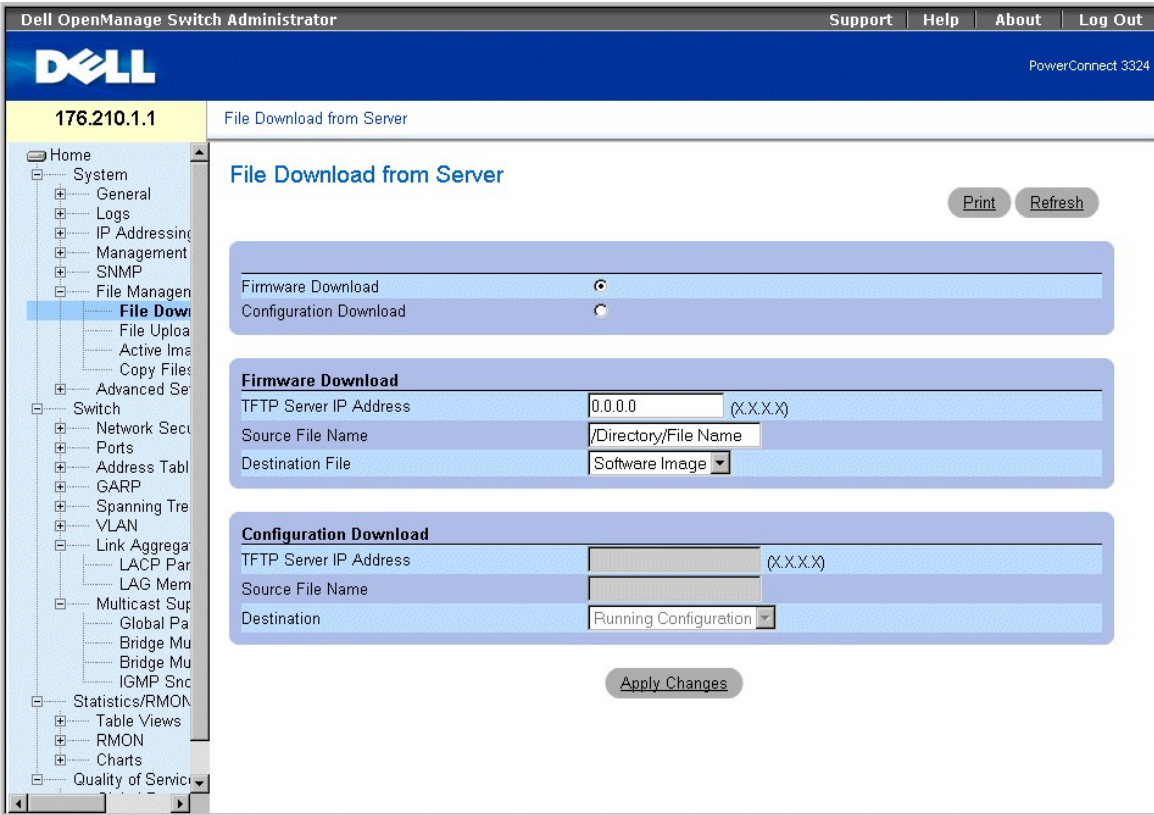 Dell OpenManage Switch Administrator
Support | Help | About | Log Out
DELL
PowerConnect 3324
176.210.1.1
File Download from Server
Home
System
General
Logs
IP Addressing
Management
SNMP
File Managen
File Down
File Uploa
Active Ima
Copy Files
Advanced Set
Switch
Network Secu
Ports
Address Tabl
GARP
Spanning Tre
VLAN
Link Aggregat
LACP Par
LAG Mem
Multicast Sup
Global Pa
Bridge Mu
Bridge Mu
IGMP Sno
Statistics/RMON
Table Views
RMON
Charts
Quality of Servic
File Download from Server
Print Refresh
Firmware Download
Configuration Download
Firmware Download
TFTP Server IP Address 0.0.0.0 (X.X.X.X)
Source File Name /Directory/File Name
Destination File Software Image
Configuration Download
TFTP Server IP Address (X.X.X.X)
Source File Name
Destination Running Configuration
Apply Changes